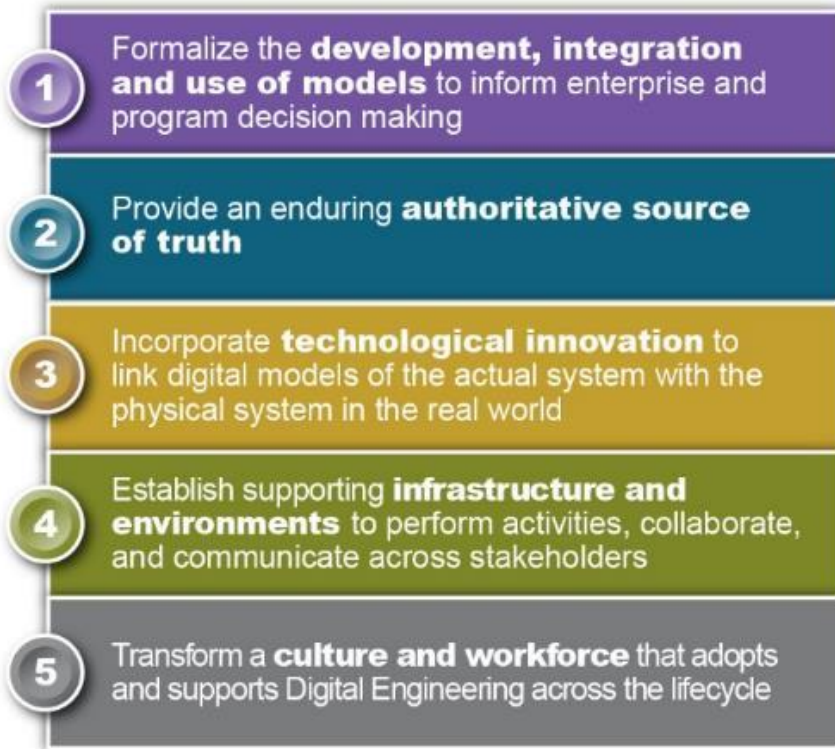 1
Formalize the development, integration
and use of models to inform enterprise and
program decision making
2
Provide an enduring authoritative source
of truth
3
Incorporate technological innovation to
link digital models of the actual system with the
physical system in the real world
4
Establish supporting infrastructure and
environments to perform activities, collaborate,
and communicate across stakeholders
5
Transform a culture and workforce that adopts
and supports Digital Engineering across the lifecycle